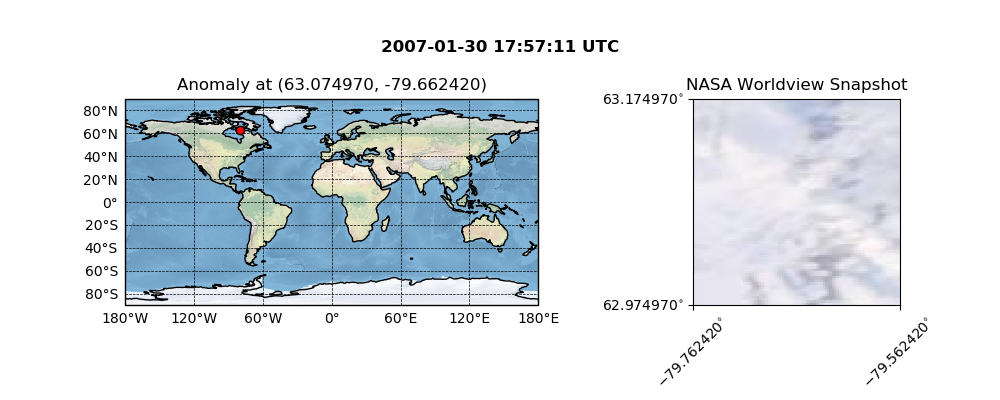 2007-01-30 17:57:11 UTC
Anomaly at (63.074970, -79.662420)
80°N
60°N
40°N
20°N
0°
20°S
40°S
60°S
80°S
180°W 120°W 60°W 0° 60°E 120°E 180°E
NASA Worldview Snapshot
63.174970°
62.974970°
−79.762420°
−79.562420°